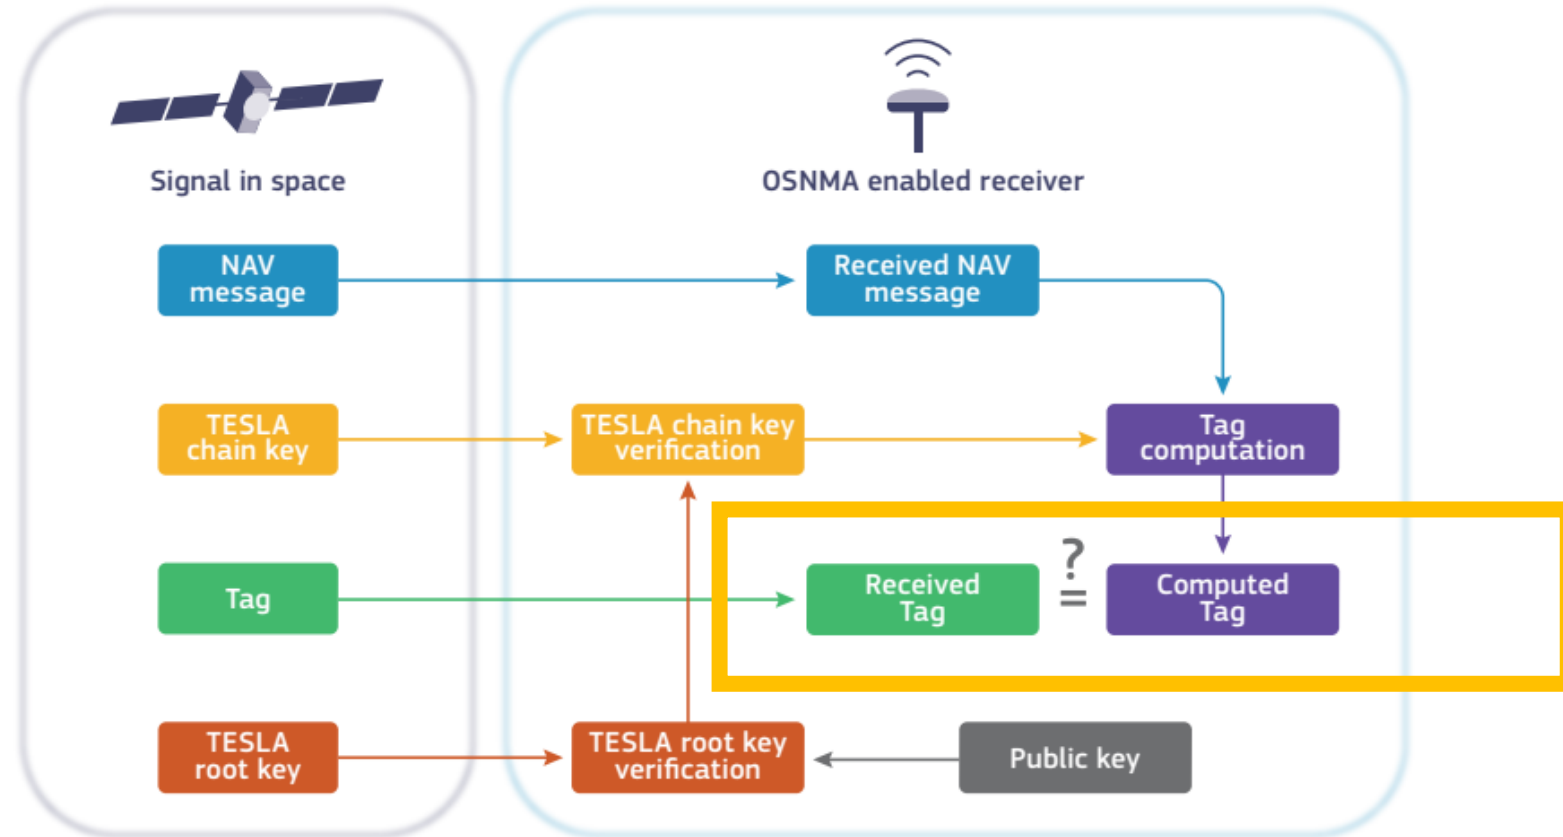 Signal in space
OSNMA enabled receiver
NAV
message
Received NAV
message
TESLA
chain key
TESLA chain key
verification
Tag
computation
Tag
Received
Tag
?
=
Computed
Tag
TESLA
root key
TESLA root key
verification
Public key